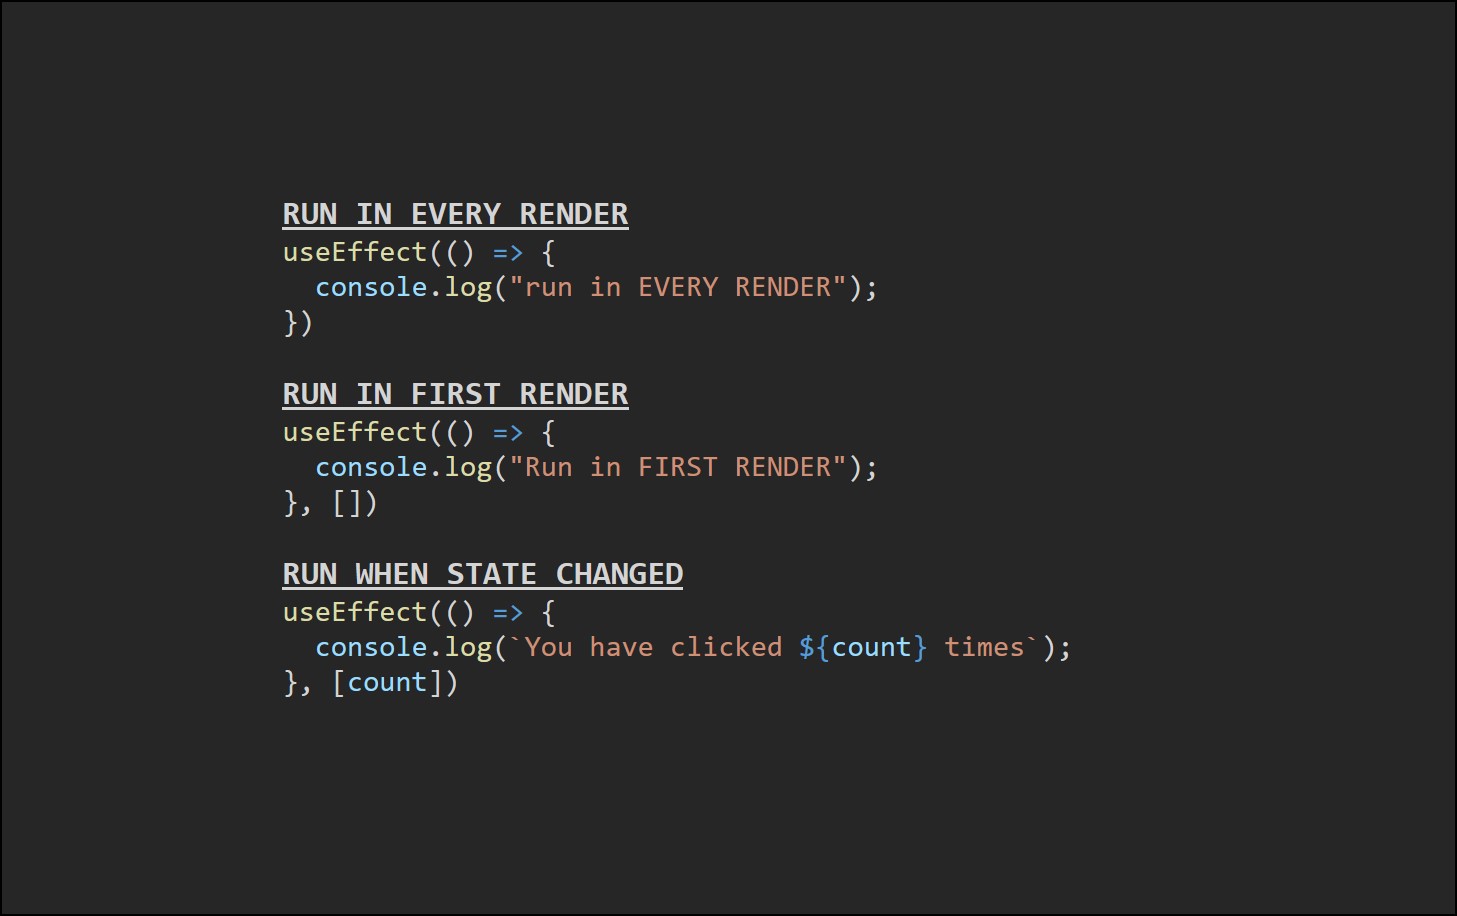 RUN IN EVERY RENDER
useEffect(() => {
  console.log("run in EVERY RENDER");
})
RUN IN FIRST RENDER
useEffect(() => {
  console.log("Run in FIRST RENDER");
}, [])
RUN WHEN STATE CHANGED
useEffect(() => {
  console.log(`You have clicked ${count} times`);
}, [count])